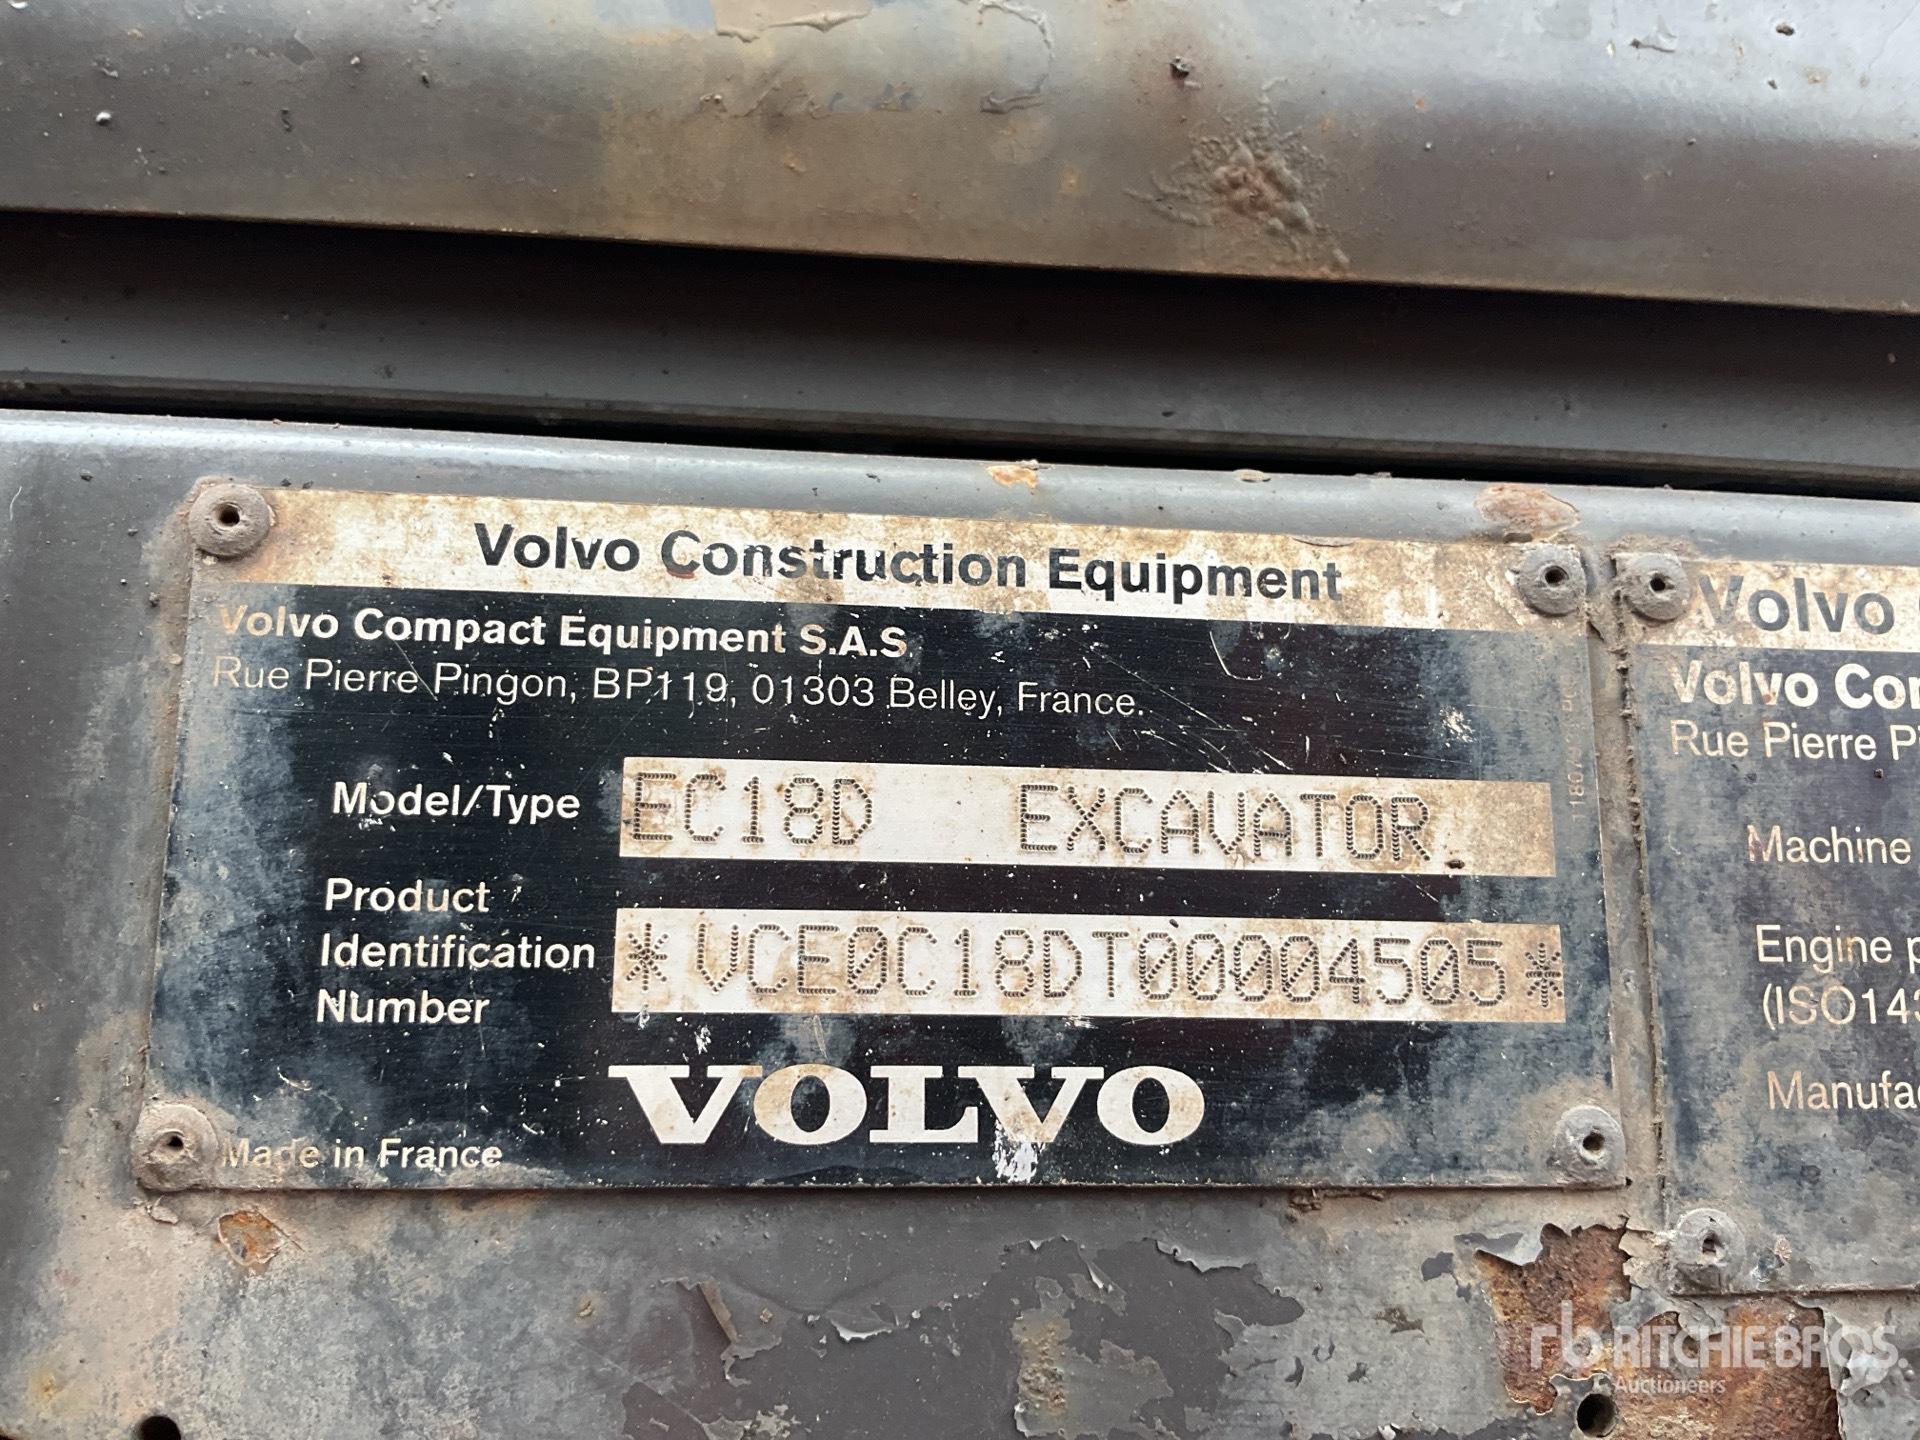 Volvo Construction Equipment
Volvo Compact Equipment S.A.S.
Rue Pierre Pingon, BP119, 01303 Belley, France.
Model/Type EC18D EXCAVATOR
Product
Identification
Number
*VCE0C18DT00004505*
VOLVO
Made in France
Volvo
Volvo Com
Rue Pierre P
Machine
Engine p
(ISO143
Manufac
rb RITCHIE BROS.
Auctioneers